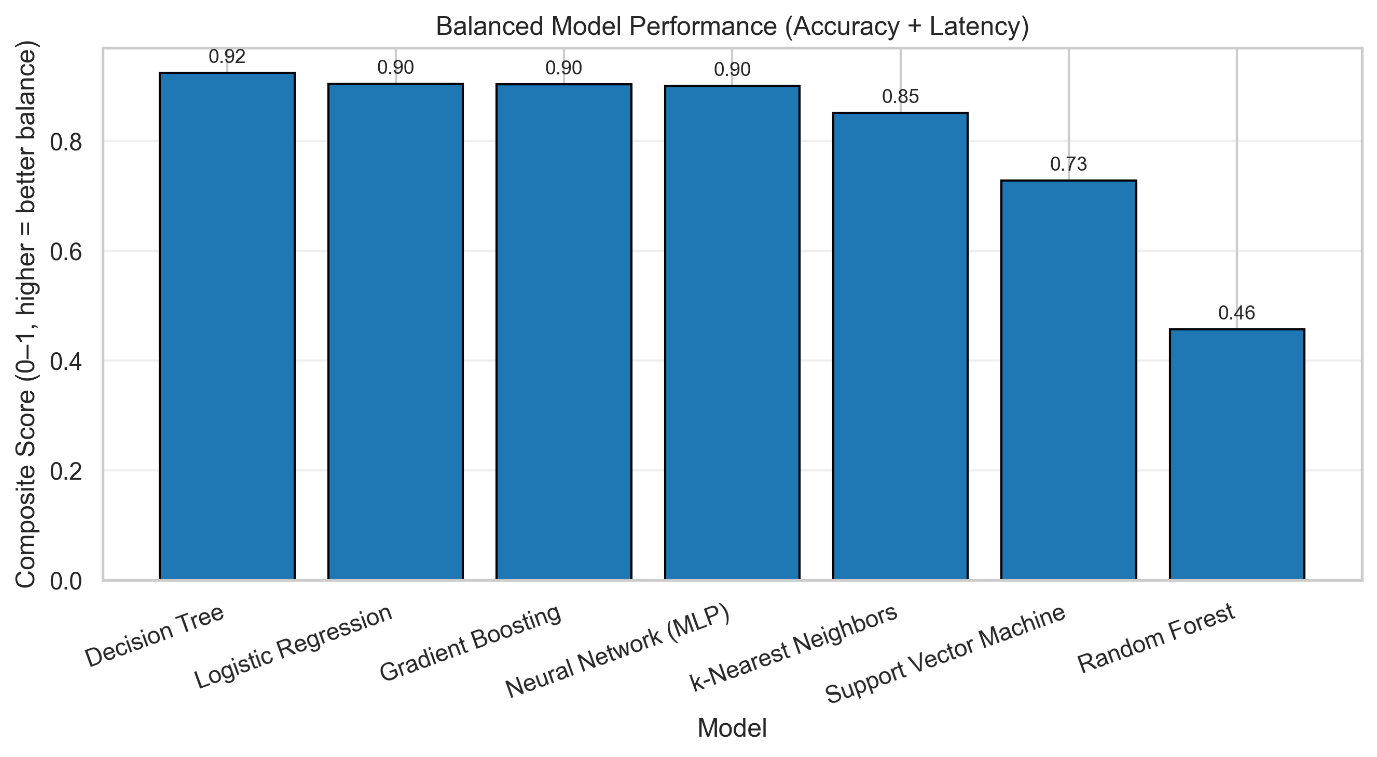 Balanced Model Performance (Accuracy + Latency)
Composite Score (0–1, higher = better balance)
0.8
0.6
0.4
0.2
0.0
0.92
0.90
0.90
0.90
0.85
0.73
0.46
Decision Tree
Logistic Regression
Gradient Boosting
Neural Network (MLP)
k-Nearest Neighbors
Support Vector Machine
Random Forest
Model